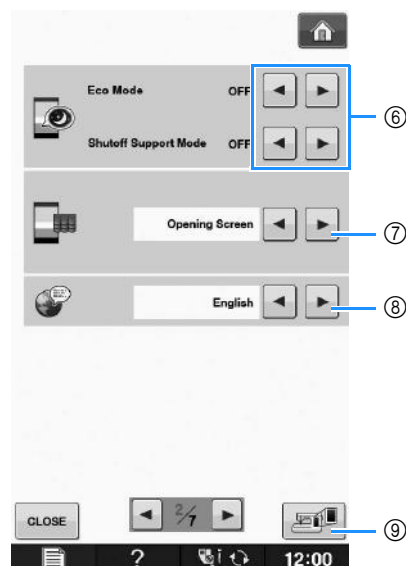 Eco Mode OFF
⑥
Shutoff Support Mode OFF
Opening Screen
⑦
English
⑧
CLOSE
2/7
⑨
?
i
12:00